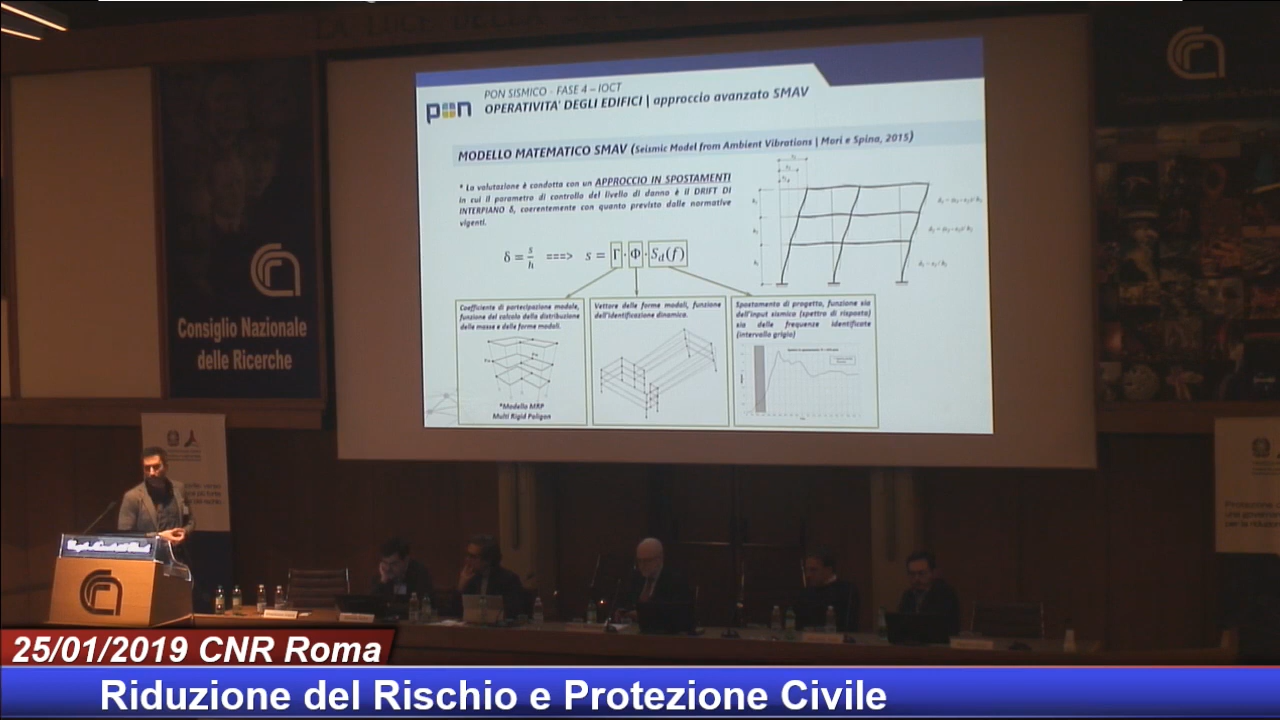 LA LUCE DELLA
PON SISMICO - FASE 4 – IOCT
pon
OPERATIVITA' DEGLI EDIFICI | approccio avanzato SMAV
MODELLO MATEMATICO SMAV (Seismic Model from Ambient Vibrations | Mori e Spina, 2015)
* La valutazione è condotta con un APPROCCIO IN SPOSTAMENTI
in cui il parametro di controllo del livello di danno è il DRIFT DI
INTERPIANO δ, coerentemente con quanto previsto dalle normative
vigenti.
δ = s/h ===> s = Γ · Φ · S_d(f)
Coefficiente di partecipazione modale,
funzione del calcolo della distribuzione
delle masse e delle forme modali.
*Modello MRP
Multi Rigid Poligon
Vettore delle forme modali, funzione
dell'identificazione dinamica.
Spostamento di progetto, funzione sia
dell'input sismico (spettro di risposta)
sia delle frequenze identificate
(intervallo grigio)
Consiglio Nazionale
delle Ricerche
25/01/2019 CNR Roma
Riduzione del Rischio e Protezione Civile